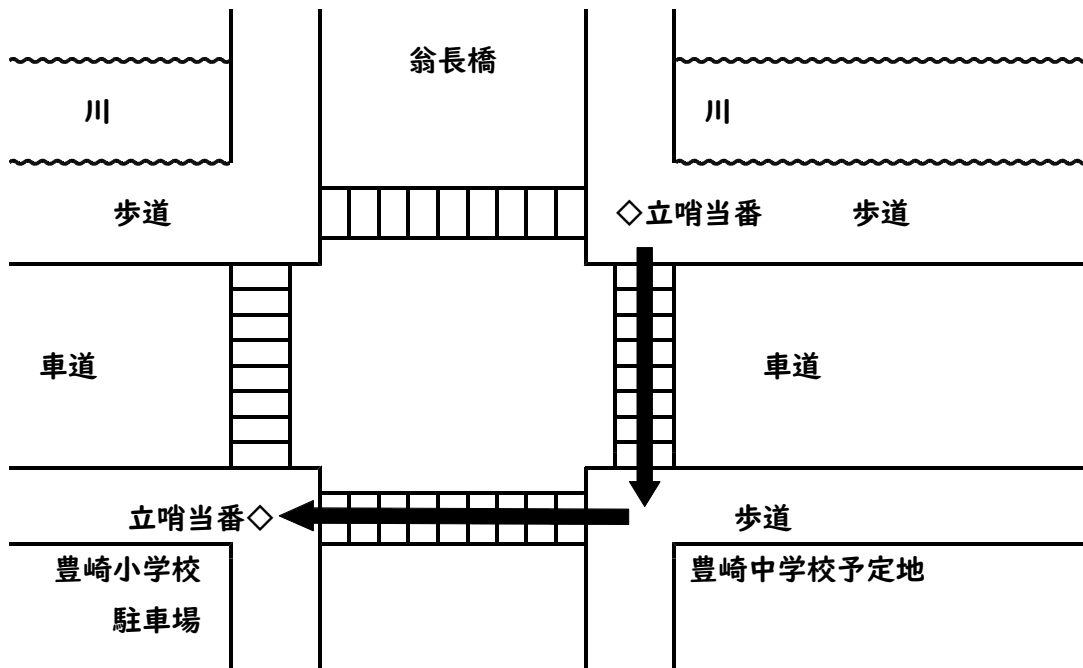 翁長橋
川
川
歩道
◇立哨当番
歩道
車道
車道
立哨当番◇
歩道
豊崎小学校
駐車場
豊崎中学校予定地